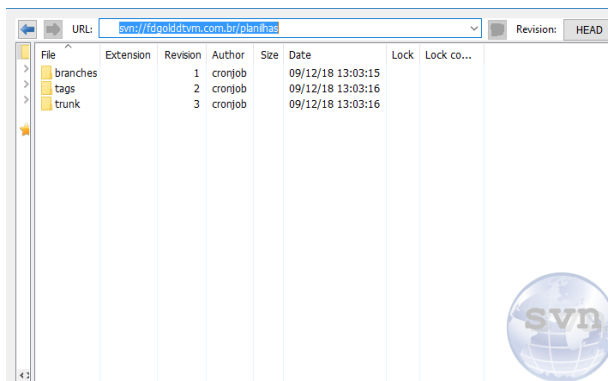 URL: svn://fdgolddtvm.com.br/planilhas Revision: HEAD
File Extension Revision Author Size Date Lock Lock co...
branches 1 cronjob 09/12/18 13:03:15
tags 2 cronjob 09/12/18 13:03:16
trunk 3 cronjob 09/12/18 13:03:16
svn